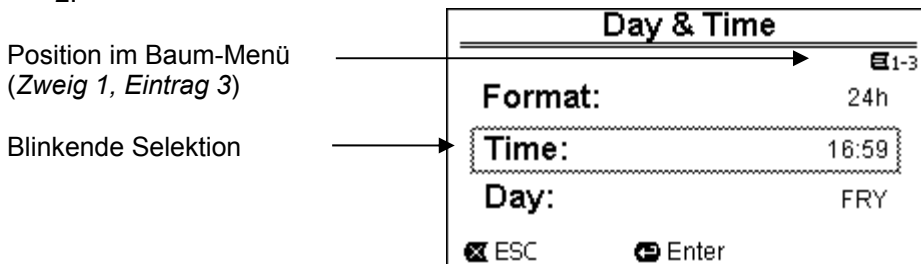 Day & Time
Position im Baum-Menü
(Zweig 1, Eintrag 3)
1-3
Format: 24h
Blinkende Selektion
Time: 16:59
Day: FRY
ESC Enter